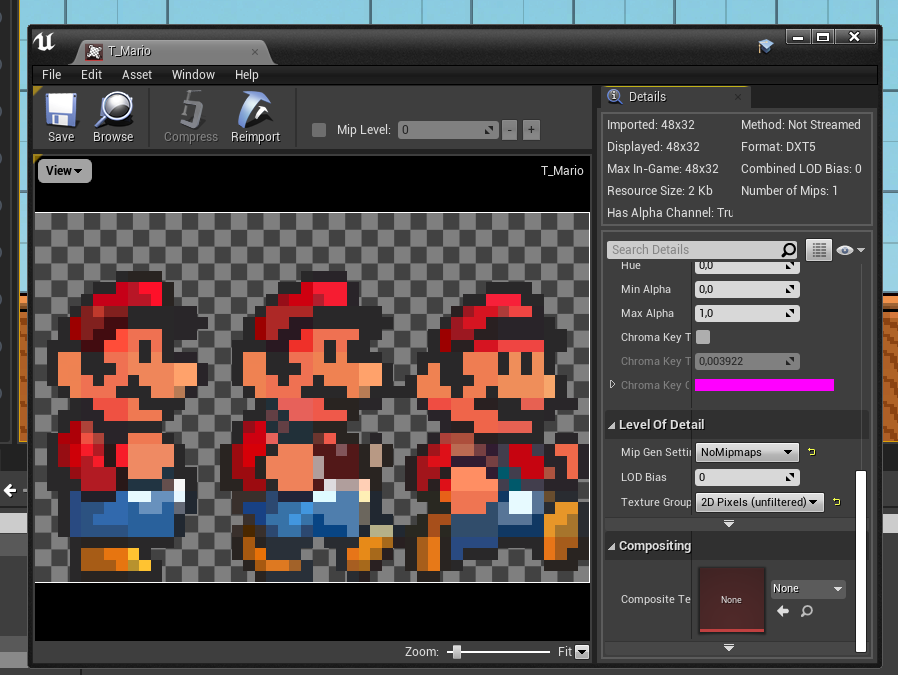 T_Mario
File Edit Asset Window Help
Save Browse Compress Reimport Mip Level: 0 - +
View T_Mario
Zoom: Fit
Details
Imported: 48x32 Method: Not Streamed
Displayed: 48x32 Format: DXT5
Max In-Game: 48x32 Combined LOD Bias: 0
Resource Size: 2 Kb Number of Mips: 1
Has Alpha Channel: Tru
Search Details
Hue 0,0
Min Alpha 0,0
Max Alpha 1,0
Chroma Key T
Chroma Key T 0,003922
Chroma Key C
Level Of Detail
Mip Gen Settin NoMipmaps
LOD Bias 0
Texture Group 2D Pixels (unfiltered)
Compositing
Composite Te None None